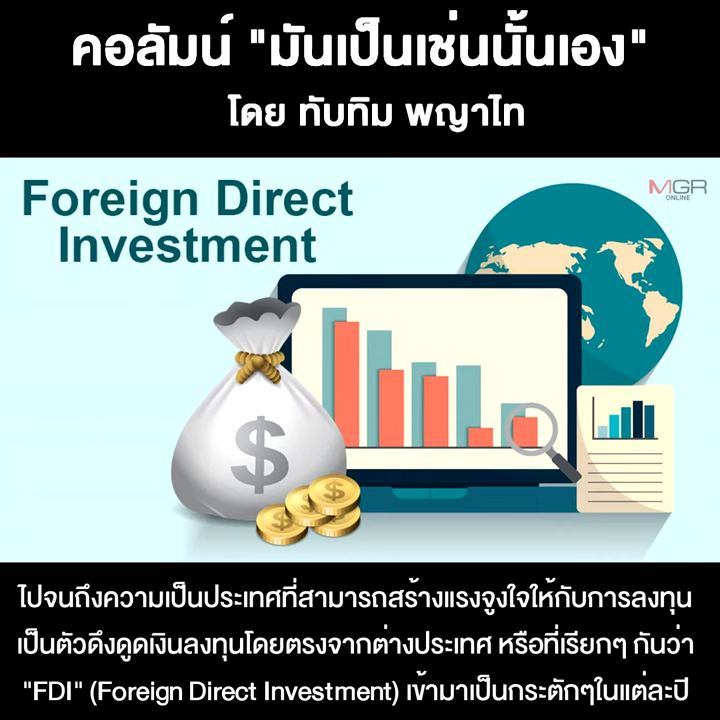 คอลัมน์ "มันเป็นเช่นนั้นเอง"
โดย ทับทิม พญาไท
Foreign Direct
Investment
MGR
ONLINE
$
$
$
$
$
ไปจนถึงความเป็นประเทศที่สามารถสร้างแรงจูงใจให้กับการลงทุน
เป็นตัวดึงดูดเงินลงทุนโดยตรงจากต่างประเทศ หรือที่เรียกๆ กันว่า
"FDI" (Foreign Direct Investment) เข้ามาเป็นกระตักๆในแต่ละปี